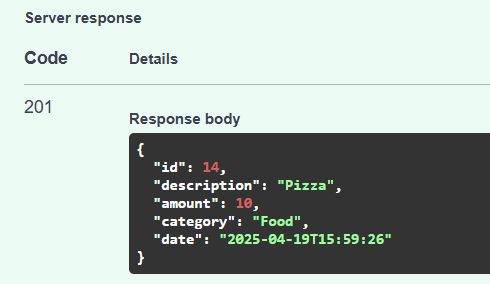 Server response
Code Details
201
Response body
{
  "id": 14,
  "description": "Pizza",
  "amount": 10,
  "category": "Food",
  "date": "2025-04-19T15:59:26"
}